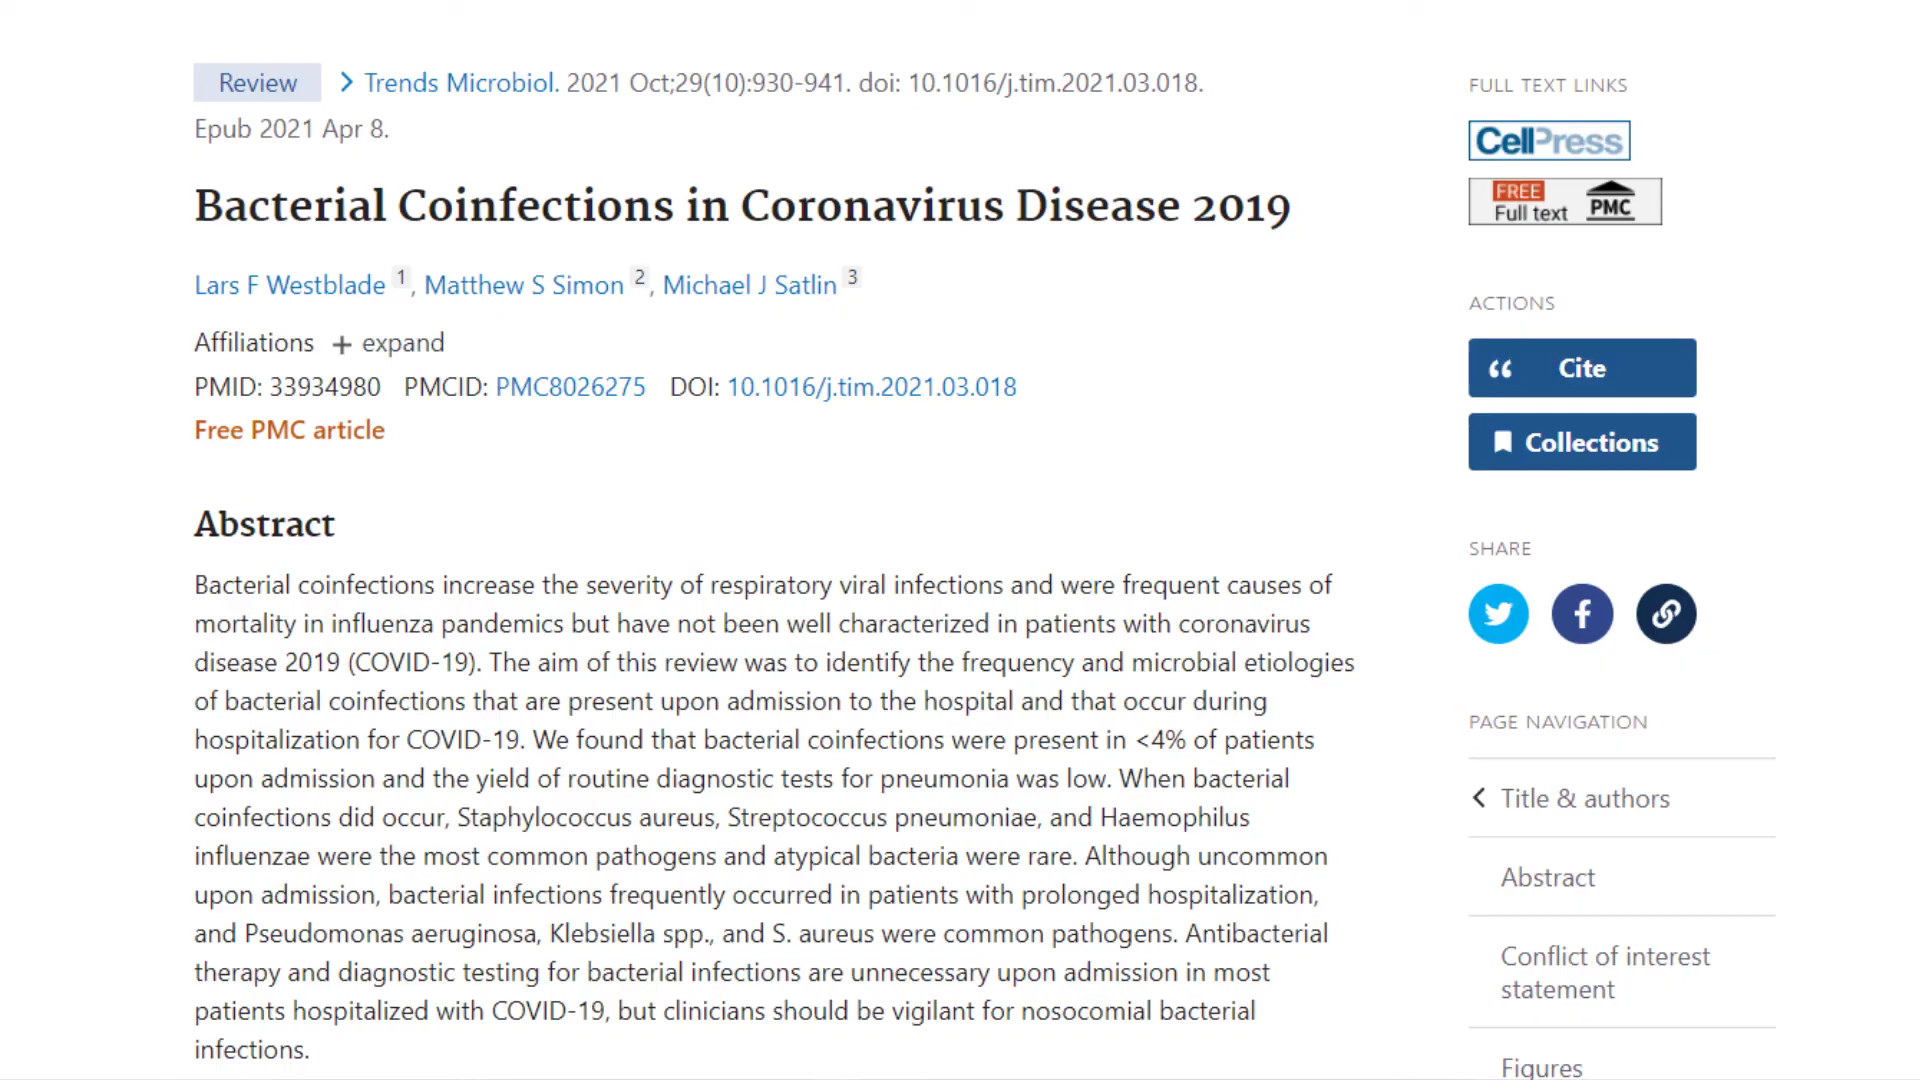 Review > Trends Microbiol. 2021 Oct;29(10):930-941. doi: 10.1016/j.tim.2021.03.018.
Epub 2021 Apr 8.
Bacterial Coinfections in Coronavirus Disease 2019
Lars F Westblade 1, Matthew S Simon 2, Michael J Satlin 3
Affiliations + expand
PMID: 33934980 PMCID: PMC8026275 DOI: 10.1016/j.tim.2021.03.018
Free PMC article
Abstract
Bacterial coinfections increase the severity of respiratory viral infections and were frequent causes of
mortality in influenza pandemics but have not been well characterized in patients with coronavirus
disease 2019 (COVID-19). The aim of this review was to identify the frequency and microbial etiologies
of bacterial coinfections that are present upon admission to the hospital and that occur during
hospitalization for COVID-19. We found that bacterial coinfections were present in <4% of patients
upon admission and the yield of routine diagnostic tests for pneumonia was low. When bacterial
coinfections did occur, Staphylococcus aureus, Streptococcus pneumoniae, and Haemophilus
influenzae were the most common pathogens and atypical bacteria were rare. Although uncommon
upon admission, bacterial infections frequently occurred in patients with prolonged hospitalization,
and Pseudomonas aeruginosa, Klebsiella spp., and S. aureus were common pathogens. Antibacterial
therapy and diagnostic testing for bacterial infections are unnecessary upon admission in most
patients hospitalized with COVID-19, but clinicians should be vigilant for nosocomial bacterial
infections.
FULL TEXT LINKS
CellPress
FREE
Full text PMC
ACTIONS
Cite
Collections
SHARE
PAGE NAVIGATION
Title & authors
Abstract
Conflict of interest
statement
Figures